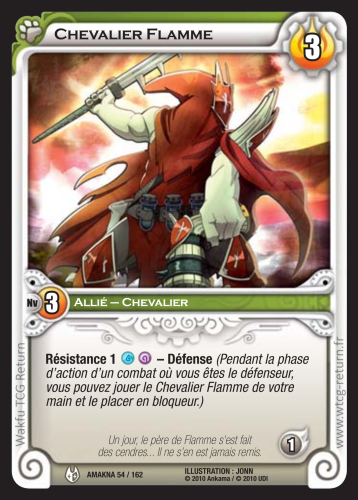 Chevalier Flamme
3
Nv 3 Allié – Chevalier
Résistance 1 – Défense (Pendant la phase
d'action d'un combat où vous êtes le défenseur,
vous pouvez jouer le Chevalier Flamme de votre
main et le placer en bloqueur.)
Un jour, le père de Flamme s'est fait
des cendres... Il ne s'en est jamais remis.
1
AMAKNA 54 / 162
ILLUSTRATION : JONN
© 2010 Ankama / © 2010 UDI
Wakfu TCG Return
www.wtcg-return.fr